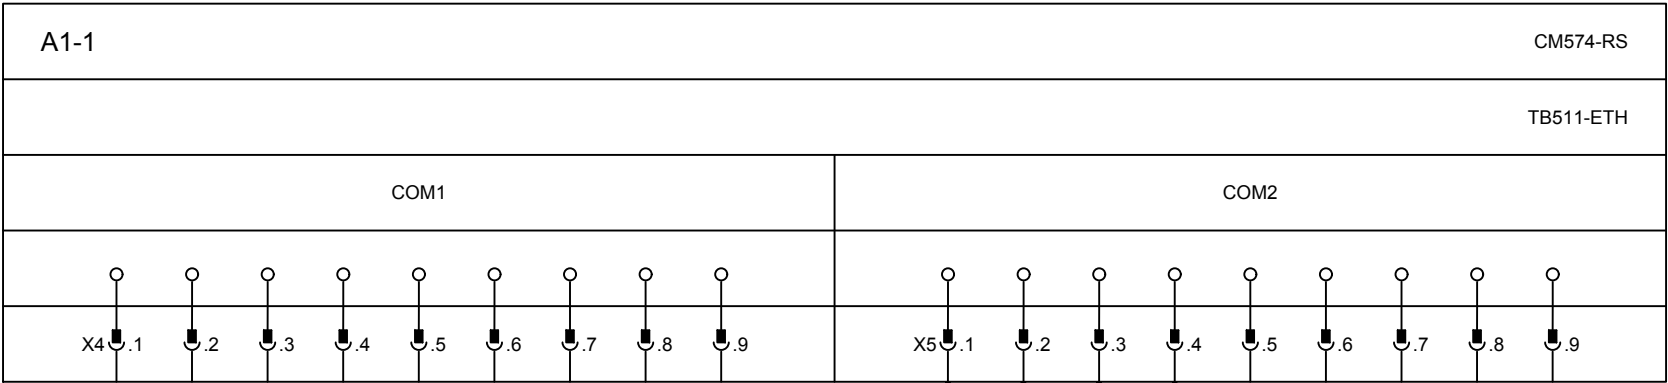 A1-1 CM574-RS
TB511-ETH
COM1 COM2
X4 .1 .2 .3 .4 .5 .6 .7 .8 .9 X5 .1 .2 .3 .4 .5 .6 .7 .8 .9